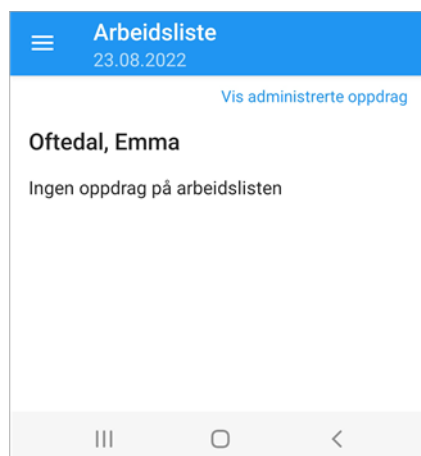 Arbeidsliste
23.08.2022
Vis administrerte oppdrag
Oftedal, Emma
Ingen oppdrag på arbeidslisten